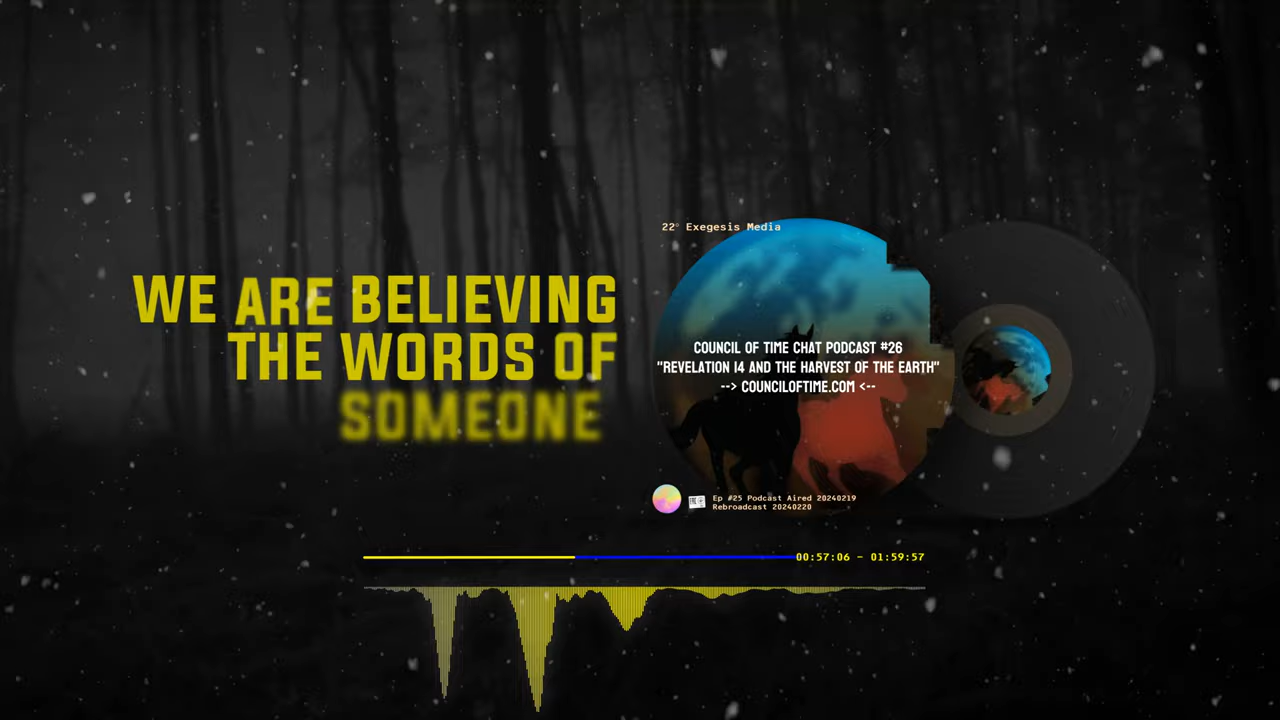 WE ARE BELIEVING
THE WORDS OF
SOMEONE
22° Exegesis Media
COUNCIL OF TIME CHAT PODCAST #26
"REVELATION 14 AND THE HARVEST OF THE EARTH"
--> COUNCILOFTIME.COM <--
Ep #25 Podcast Aired 20240219
Rebroadcast 20240220
00:57:06 - 01:59:57